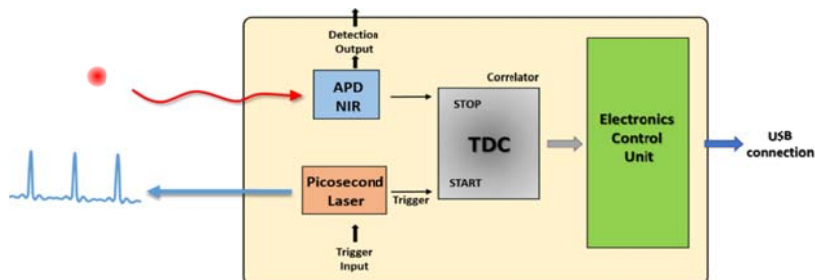 Detection
Output
APD
NIR
Correlator
STOP
TDC
START
Electronics
Control
Unit
USB
connection
Picosecond
Laser
Trigger
Trigger
Input